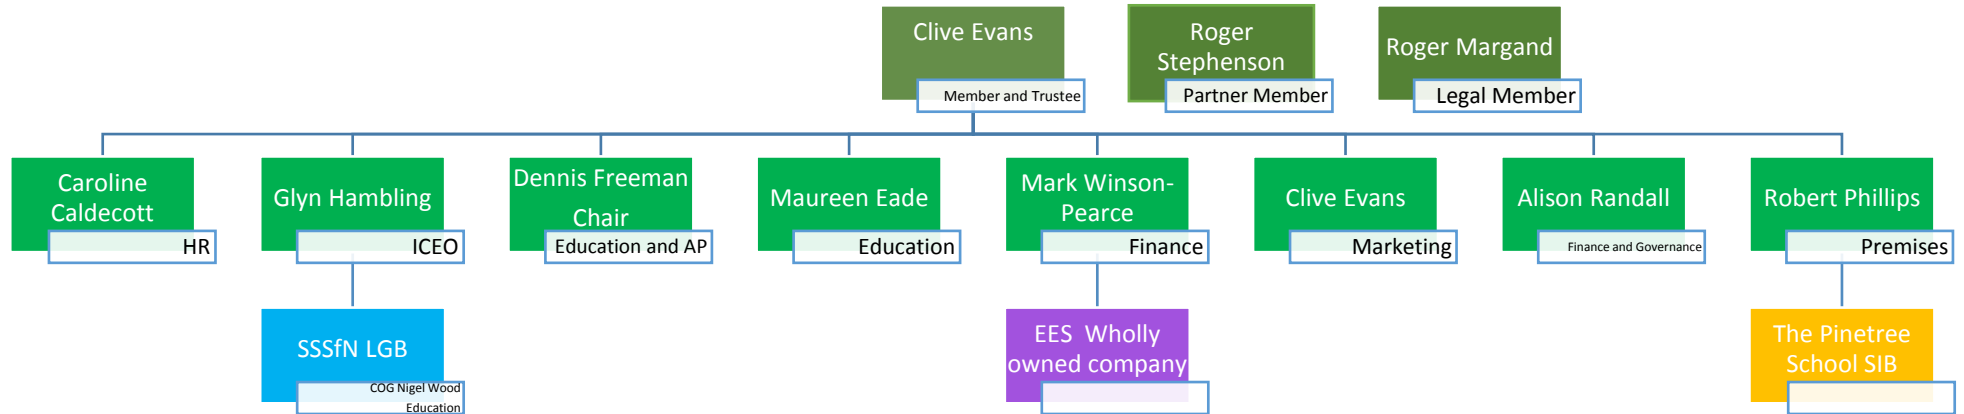 Clive Evans
Member and Trustee
Roger
Stephenson
Partner Member
Roger Margand
Legal Member
Caroline
Caldecott
HR
Glyn Hambling
ICEO
Dennis Freeman
Chair
Education and AP
Maureen Eade
Education
Mark Winson-
Pearce
Finance
Clive Evans
Marketing
Alison Randall
Finance and Governance
Robert Phillips
Premises
SSSfN LGB
COG Nigel Wood
Education
EES Wholly
owned company
The Pinetree
School SIB